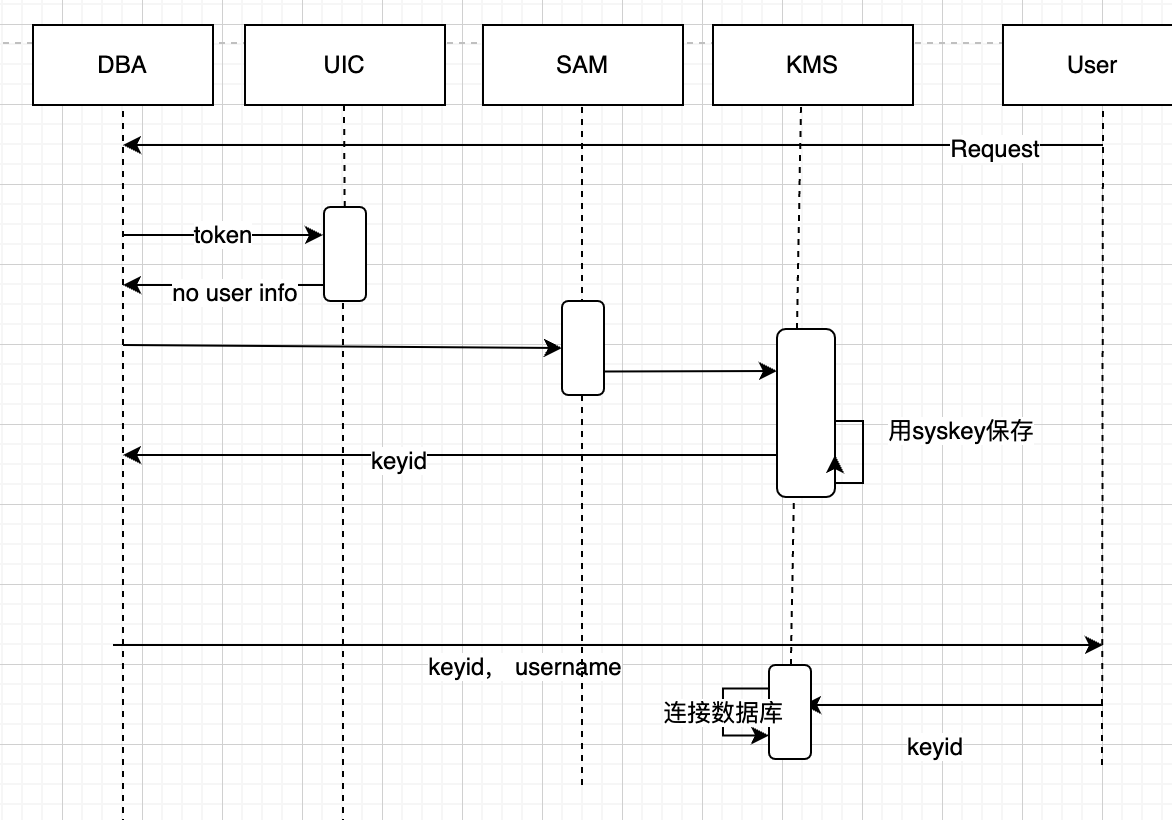 DBA
UIC
SAM
KMS
User
Request
token
no user info
用syskey保存
keyid
keyid， username
连接数据库
keyid